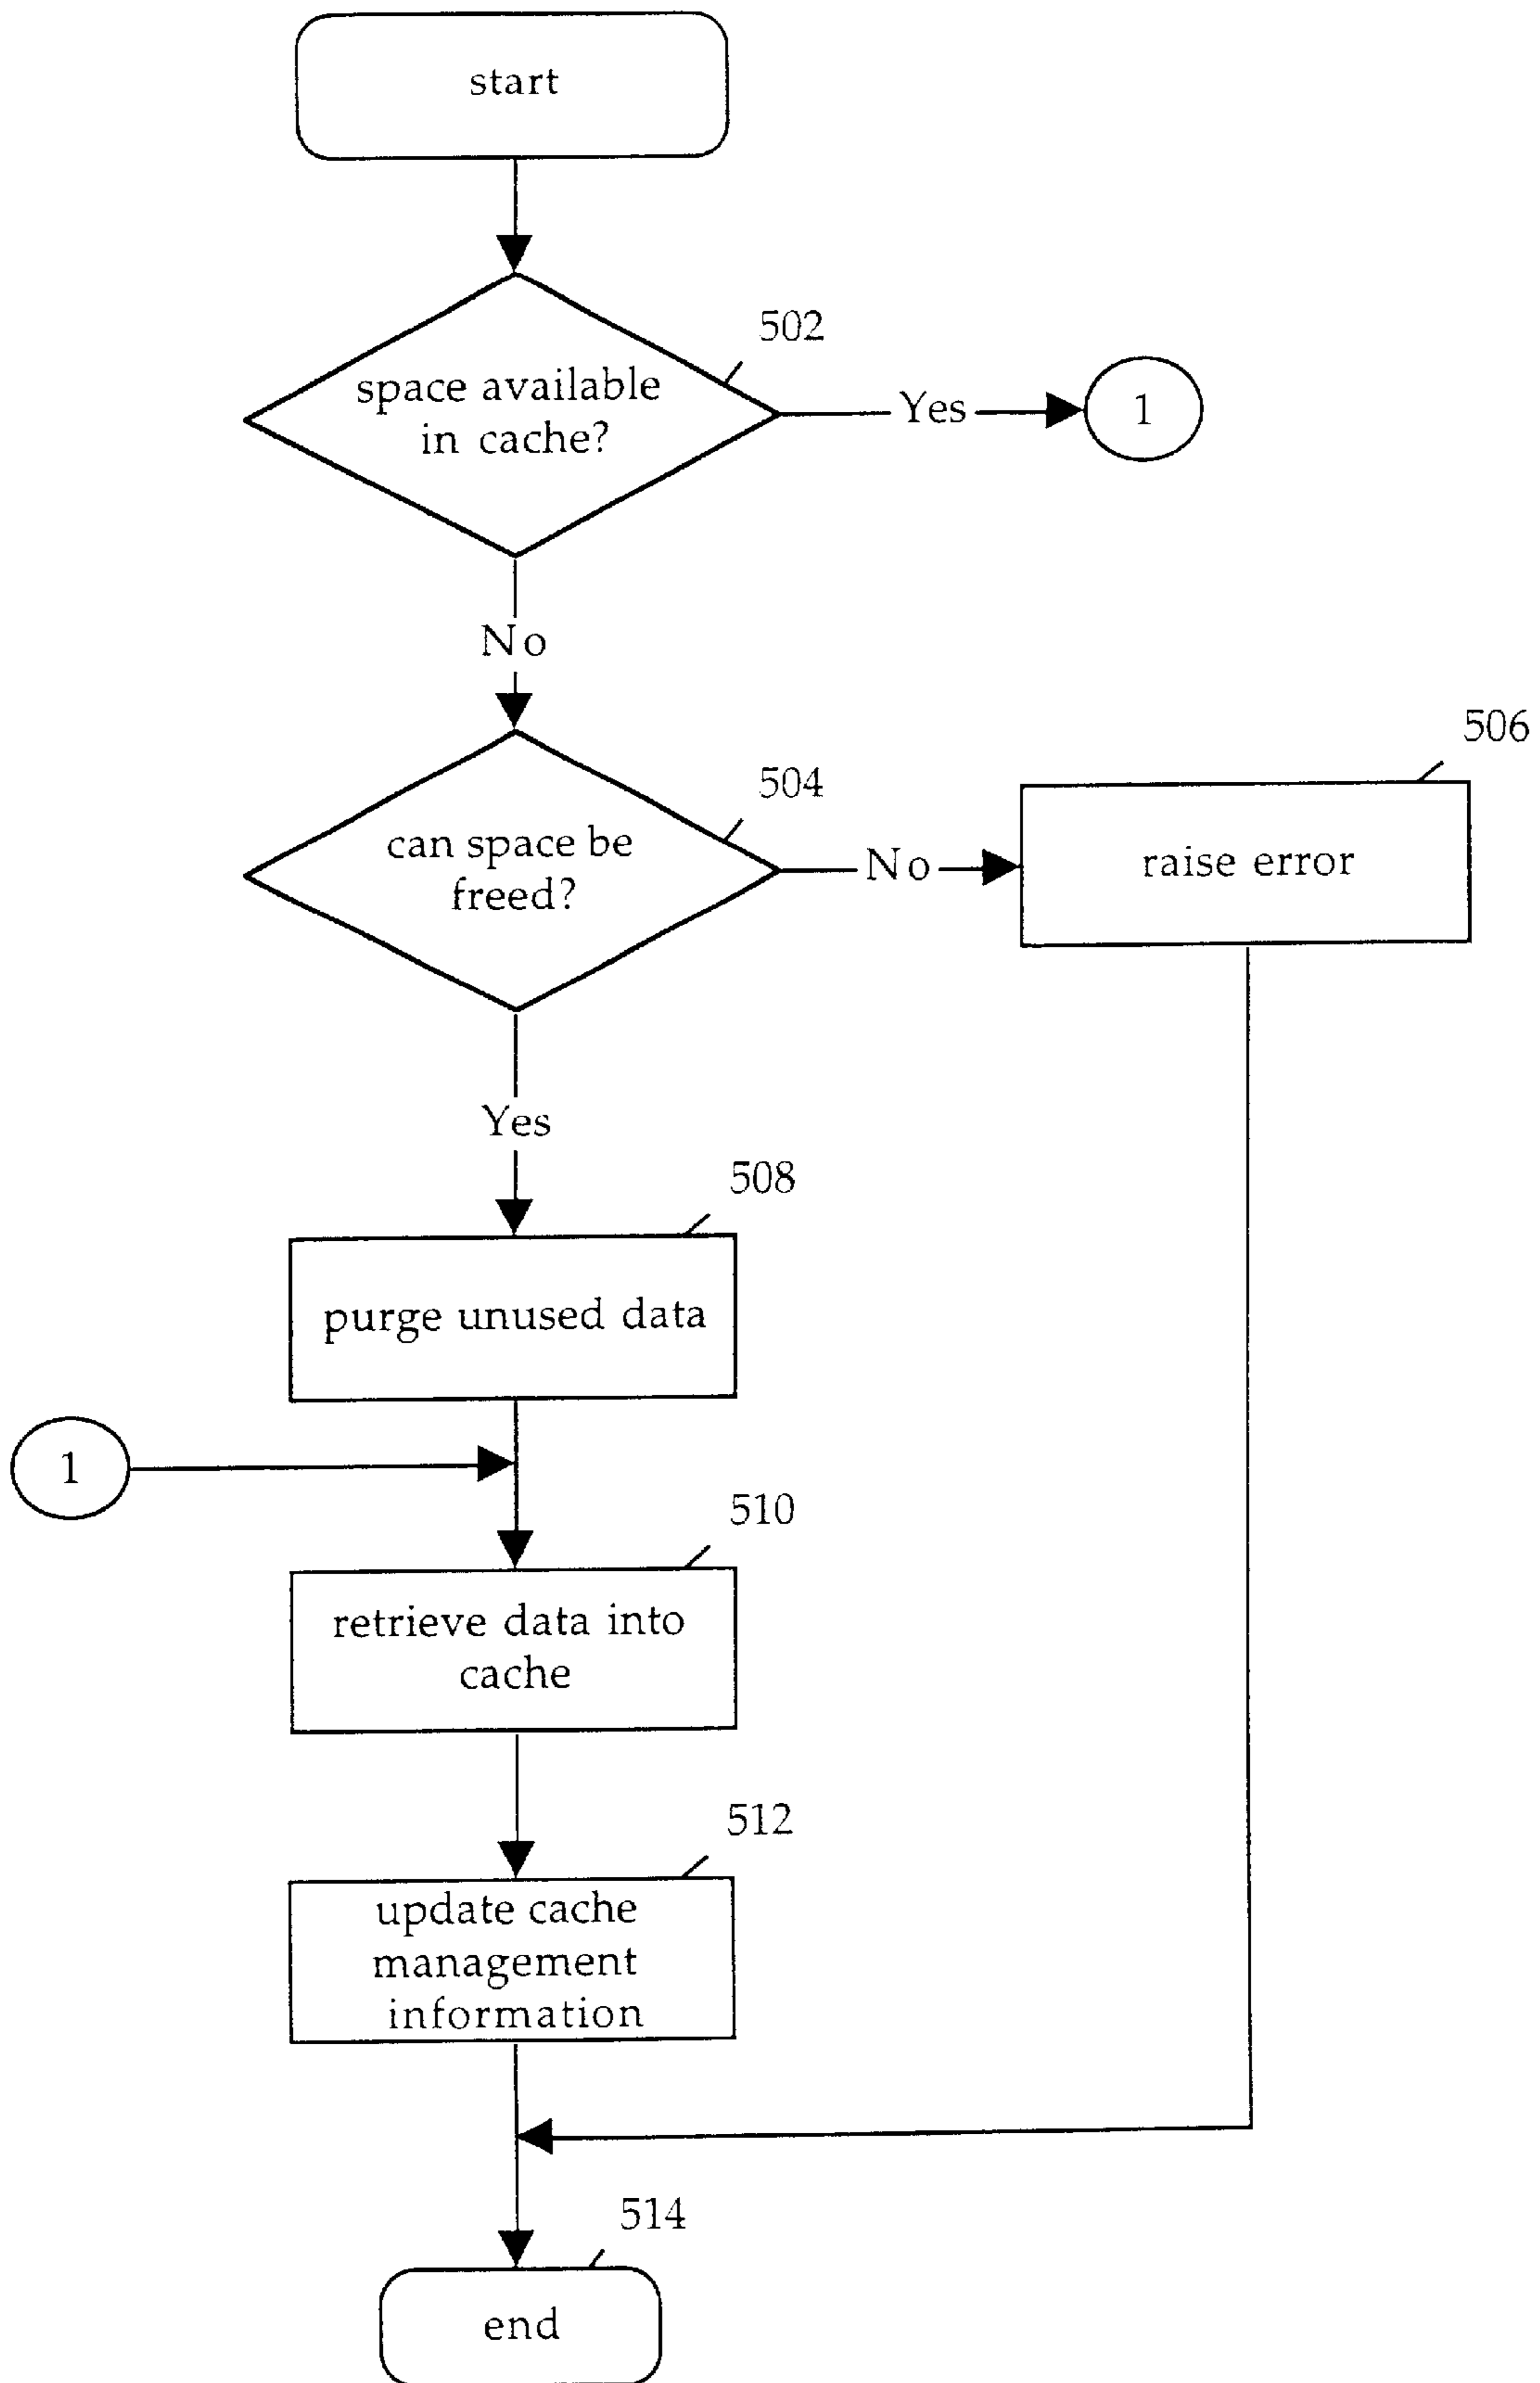 start
502
space available
in cache?
Yes
1
No
506
504
can space be
freed?
No
raise error
Yes
508
purge unused data
1
510
retrieve data into
cache
512
update cache
management
information
514
end